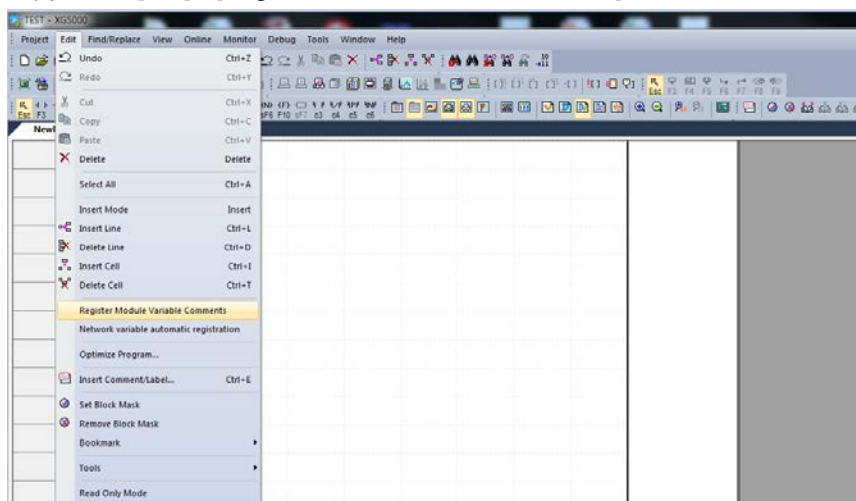 TEST - XG5000
Project Edit Find/Replace View Online Monitor Debug Tools Window Help
Undo Ctrl+Z
Redo Ctrl+Y
Cut Ctrl+X
Copy Ctrl+C
Paste Ctrl+V
Delete Delete
Select All Ctrl+A
Insert Mode Insert
Insert Line Ctrl+L
Delete Line Ctrl+D
Insert Cell Ctrl+I
Delete Cell Ctrl+T
Register Module Variable Comments
Network variable automatic registration
Optimize Program...
Insert Comment/Label... Ctrl+E
Set Block Mask
Remove Block Mask
Bookmark
Tools
Read Only Mode